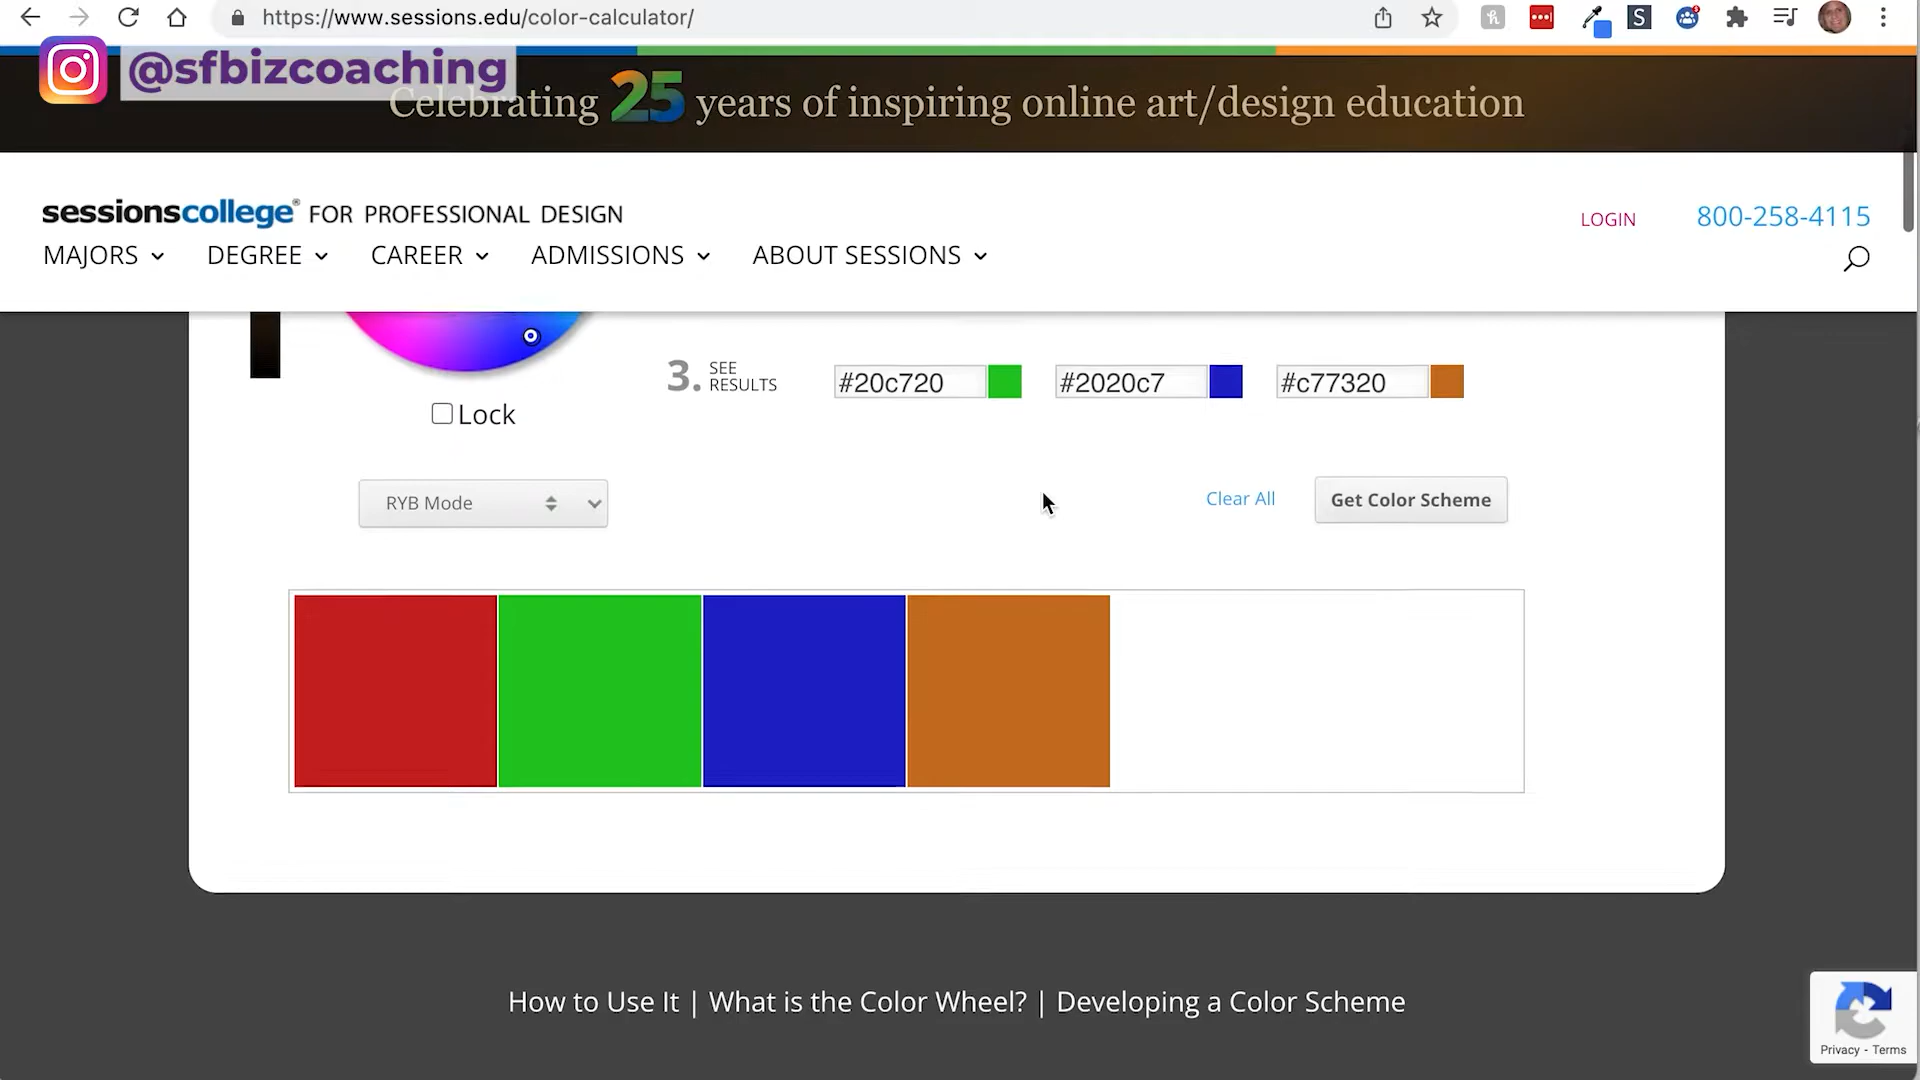 https://www.sessions.edu/color-calculator/
@sfbizcoaching
Celebrating 25 years of inspiring online art/design education
sessionscollege® FOR PROFESSIONAL DESIGN
LOGIN
800-258-4115
MAJORS
DEGREE
CAREER
ADMISSIONS
ABOUT SESSIONS
3. SEE RESULTS
#20c720
#2020c7
#c77320
Lock
RYB Mode
Clear All
Get Color Scheme
How to Use It | What is the Color Wheel? | Developing a Color Scheme
Privacy - Terms